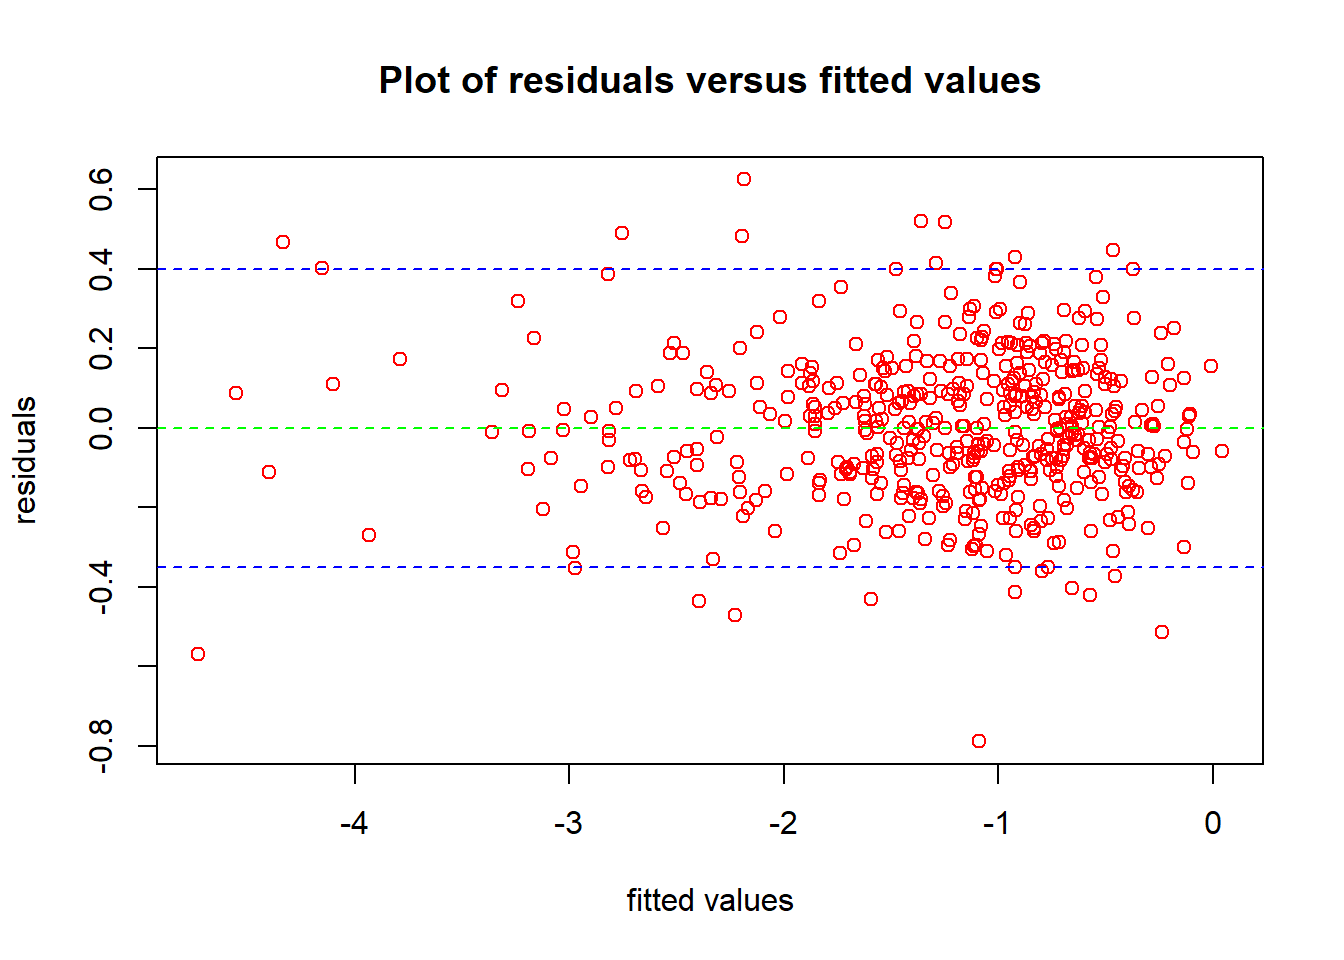 Plot of residuals versus fitted values
0.6
0.4
0.2
0.0
-0.4
-0.8
residuals
-4 -3 -2 -1 0
fitted values